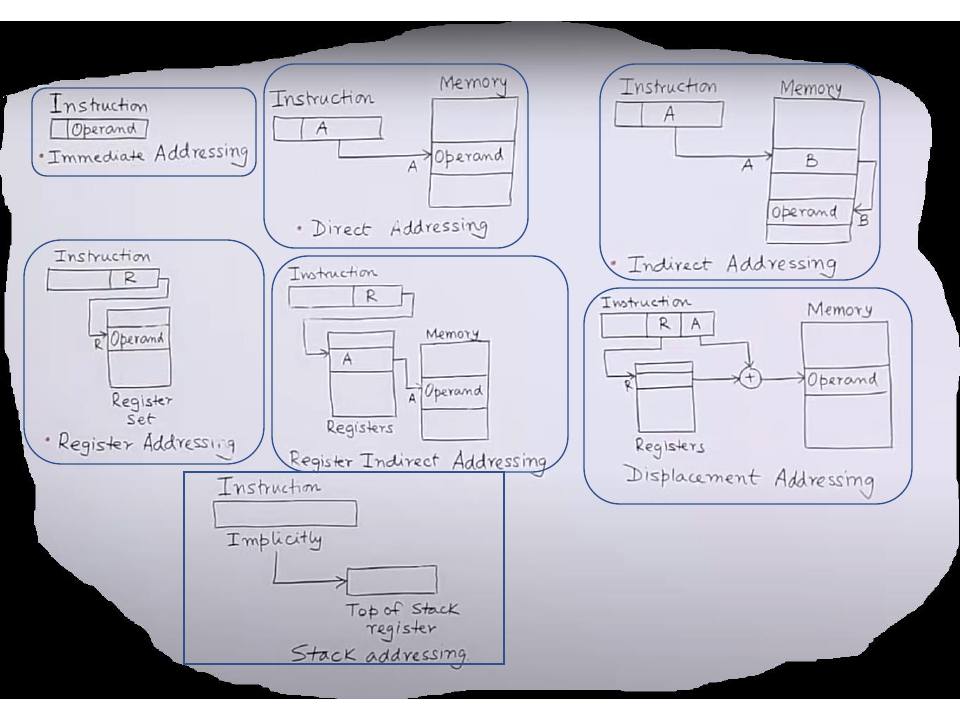 Instruction
Operand
• Immediate Addressing
Instruction
Memory
A
A
Operand
• Direct Addressing
Instruction
Memory
A
A
B
Operand
B
• Indirect Addressing
Instruction
R
R
Operand
Register
Set
• Register Addressing
Instruction
R
Memory
A
A
Operand
Registers
Register Indirect Addressing
Instruction
Memory
R A
R
+
Operand
Registers
Displacement Addressing
Instruction
Implicitly
Top of Stack
register
Stack addressing.